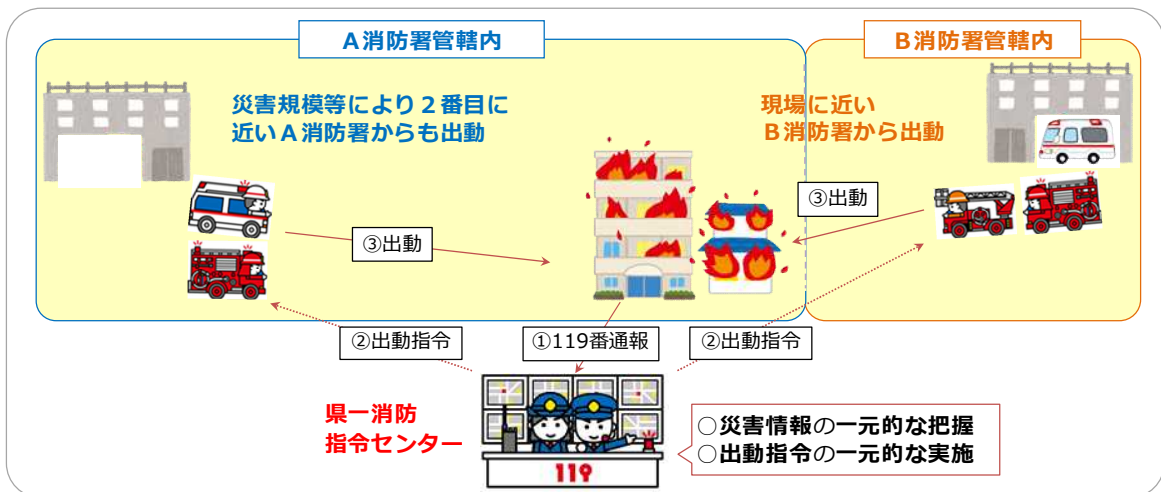 A消防署管轄内
B消防署管轄内
災害規模等により２番目に
近いA消防署からも出動
現場に近い
B消防署から出動
③出動
③出動
②出動指令
①119番通報
②出動指令
県一消防
指令センター
119
○災害情報の一元的な把握
○出動指令の一元的な実施